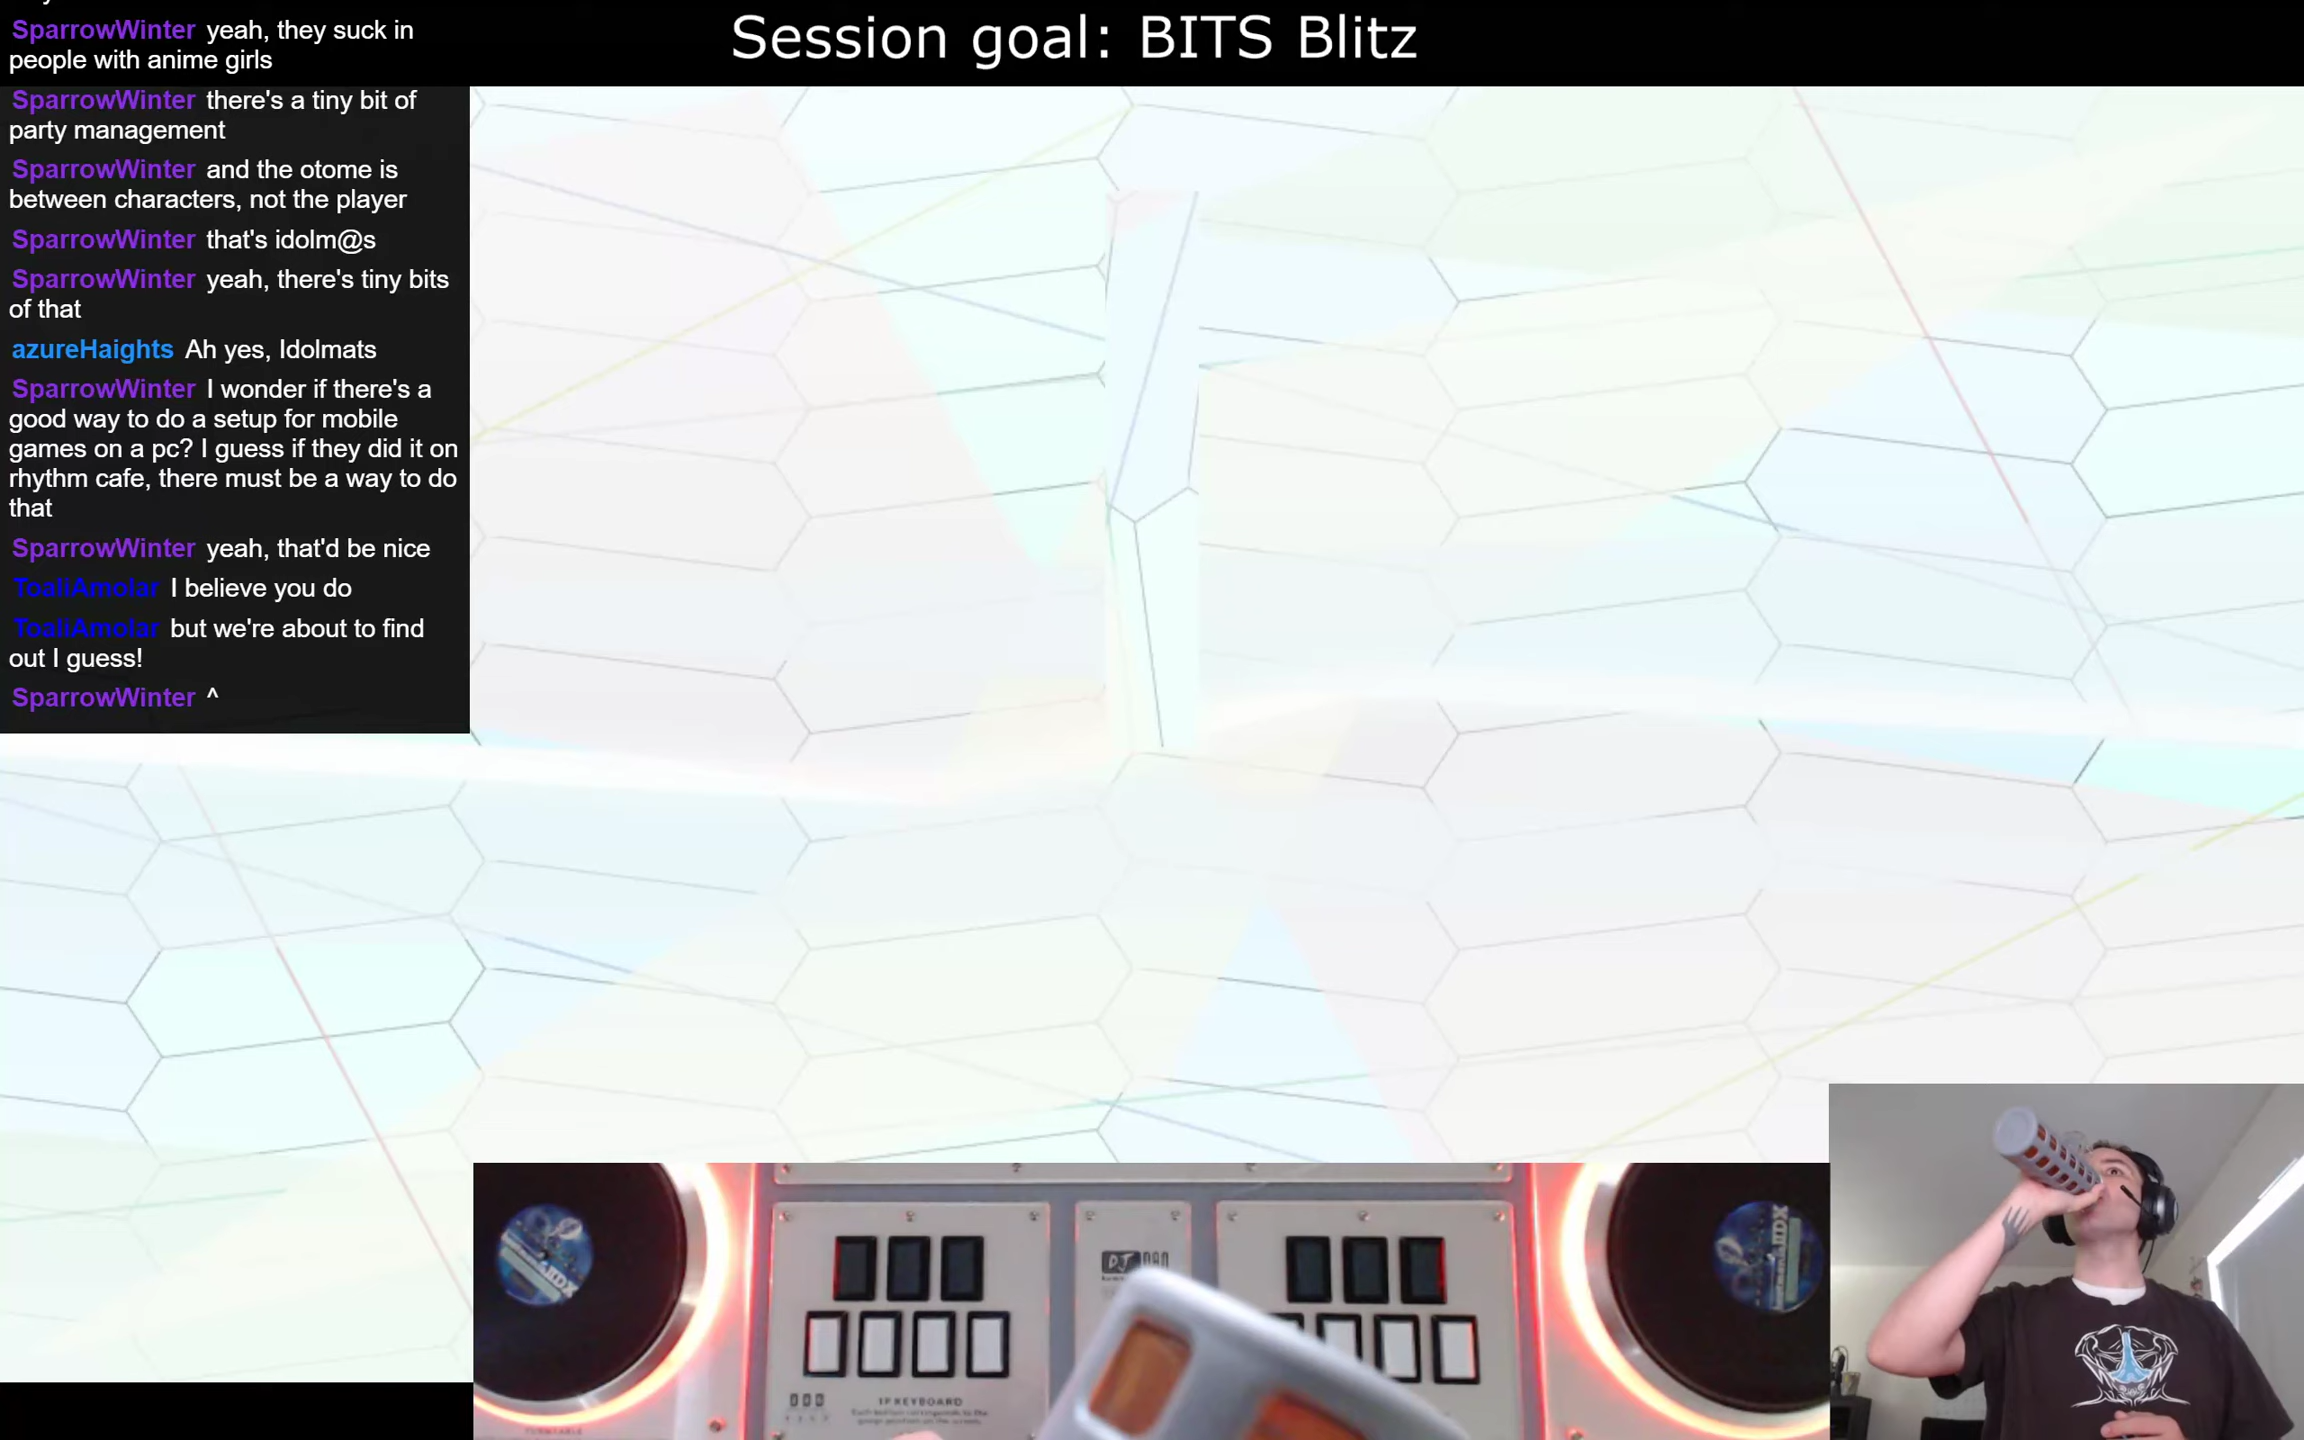 Session goal: BITS Blitz
SparrowWinter yeah, they suck in
people with anime girls
SparrowWinter there's a tiny bit of
party management
SparrowWinter and the otome is
between characters, not the player
SparrowWinter that's idolm@s
SparrowWinter yeah, there's tiny bits
of that
azureHaights Ah yes, Idolmats
SparrowWinter I wonder if there's a
good way to do a setup for mobile
games on a pc? I guess if they did it on
rhythm cafe, there must be a way to do
that
SparrowWinter yeah, that'd be nice
ToaliAmolar I believe you do
ToaliAmolar but we're about to find
out I guess!
SparrowWinter ^
DJ
1P KEYBOARD
TURNTABLE